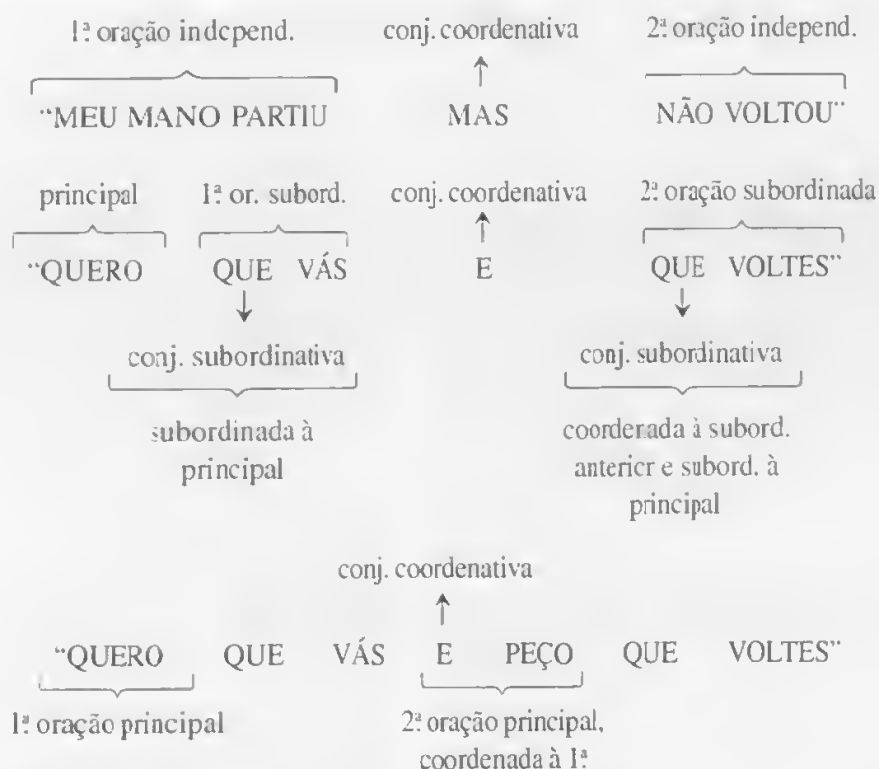 1ª oração independ. conj. coordenativa 2ª oração independ.
"MEU MANO PARTIU MAS NÃO VOLTOU"
principal 1ª or. subord. conj. coordenativa 2ª oração subordinada
"QUERO QUE VÁS E QUE VOLTES"
conj. subordinativa conj. subordinativa
subordinada à coorderada à subord.
principal antericr e subord. à
principal
conj. coordenativa
"QUERO QUE VÁS E PEÇO QUE VOLTES"
1ª oração principal 2ª oração principal,
coordenada à 1ª